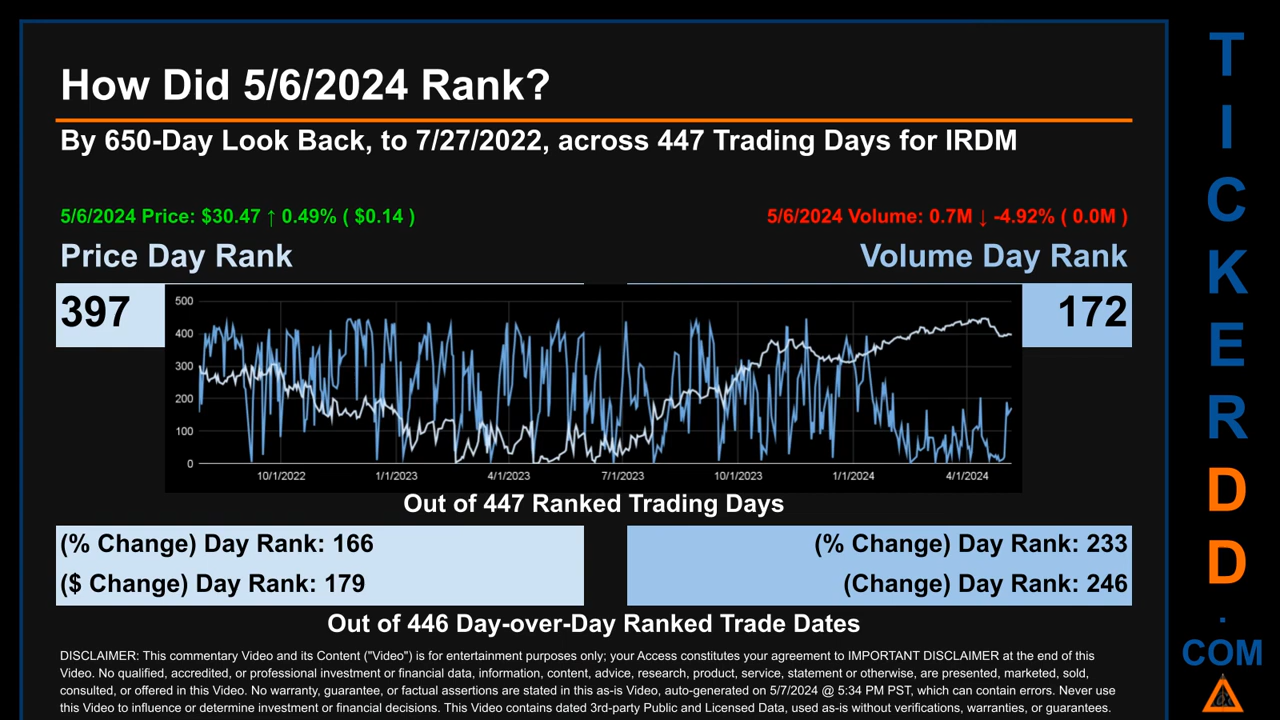 How Did 5/6/2024 Rank?
By 650-Day Look Back, to 7/27/2022, across 447 Trading Days for IRDM
5/6/2024 Price: $30.47 ↑ 0.49% ( $0.14 )
5/6/2024 Volume: 0.7M ↓ -4.92% ( 0.0M )
Price Day Rank
Volume Day Rank
397
172
500
400
300
200
100
0
10/1/2022 1/1/2023 4/1/2023 7/1/2023 10/1/2023 1/1/2024 4/1/2024
Out of 447 Ranked Trading Days
(% Change) Day Rank: 166
($ Change) Day Rank: 179
(% Change) Day Rank: 233
(Change) Day Rank: 246
Out of 446 Day-over-Day Ranked Trade Dates
DISCLAIMER: This commentary Video and its Content ("Video") is for entertainment purposes only; your Access constitutes your agreement to IMPORTANT DISCLAIMER at the end of this
Video. No qualified, accredited, or professional investment or financial data, information, content, advice, research, product, service, statement or otherwise, are presented, marketed, sold,
consulted, or offered in this Video. No warranty, guarantee, or factual assertions are stated in this as-is Video, auto-generated on 5/7/2024 @ 5:34 PM PST, which can contain errors. Never use
this Video to influence or determine investment or financial decisions. This Video contains dated 3rd-party Public and Licensed Data, used as-is without verifications, warranties, or guarantees.
T
I
C
K
E
R
D
D
.
COM